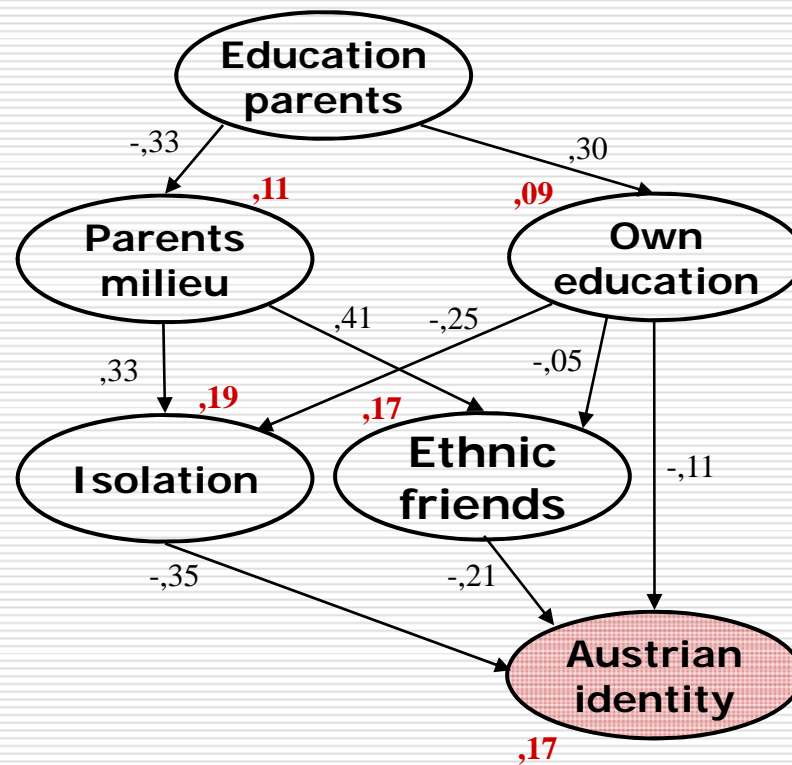 Education
parents
-,33
,30
,11
,09
Parents
milieu
Own
education
,41
-,25
,33
-,05
,19
,17
Isolation
Ethnic
friends
-,11
-,35
-,21
Austrian
identity
,17